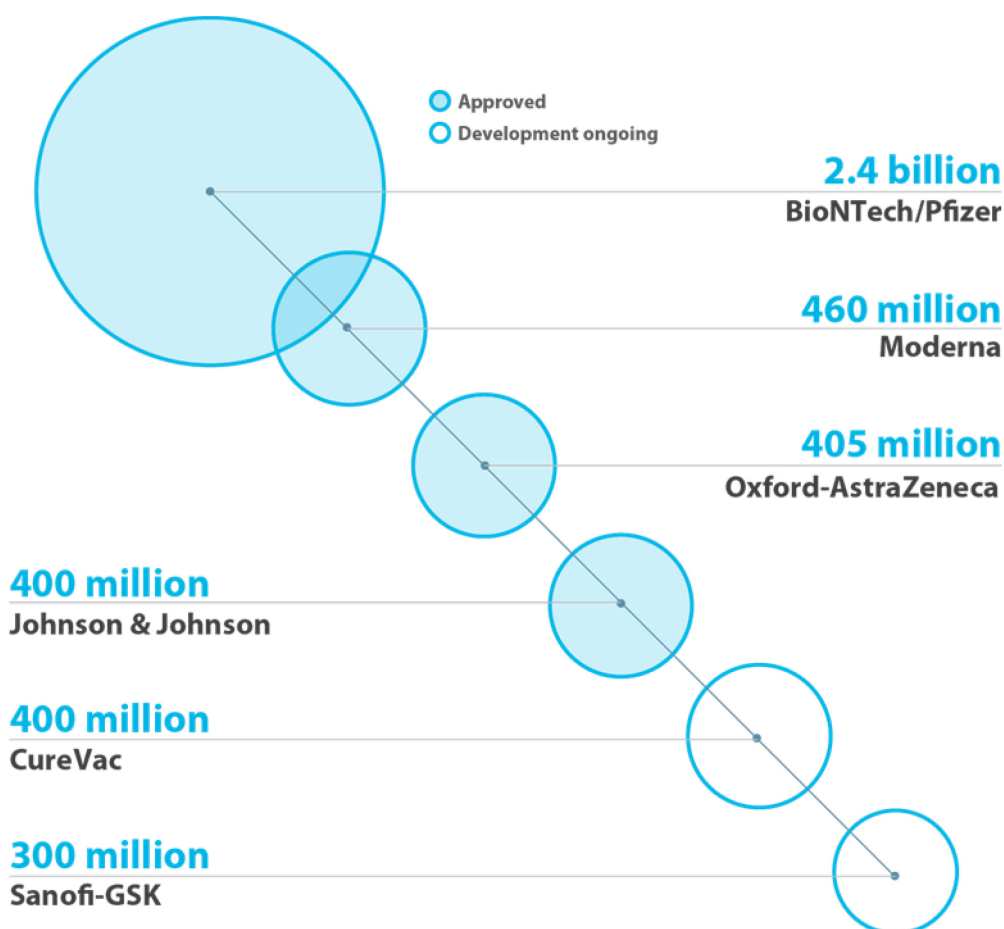 Approved
Development ongoing
2.4 billion
BioNTech/Pfizer
460 million
Moderna
405 million
Oxford-AstraZeneca
400 million
Johnson & Johnson
400 million
CureVac
300 million
Sanofi-GSK